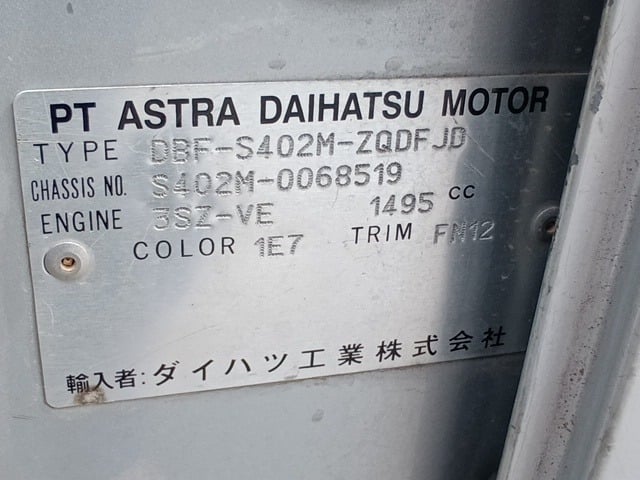 PT ASTRA DAIHATSU MOTOR
TYPE DBF-S402M-ZQDFJD
CHASSIS NO. S402M-0068519
ENGINE 3SZ-VE 1495 CC
COLOR 1E7 TRIM FM12
輸入者: ダイハツ工業株式会社